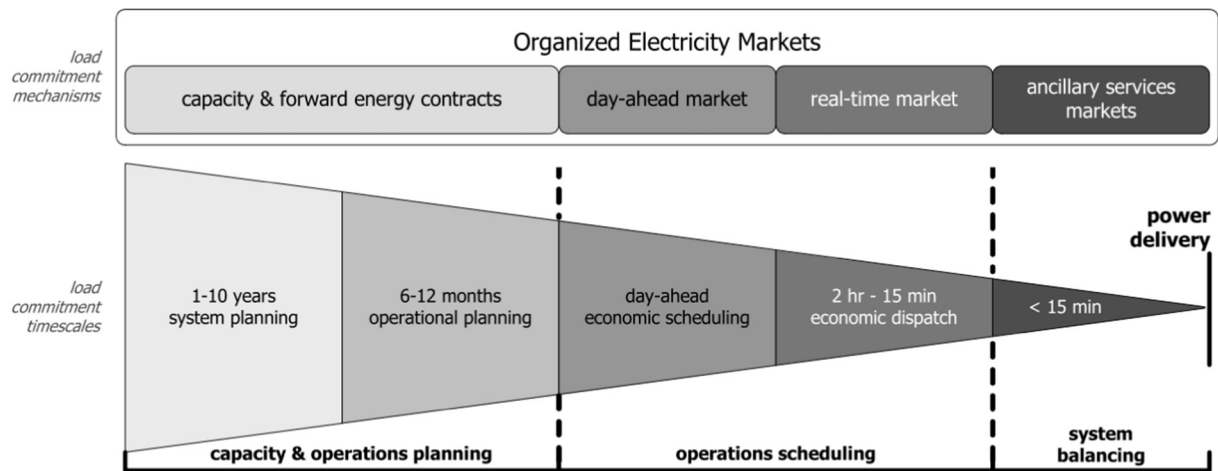 Organized Electricity Markets
load
commitment
mechanisms
capacity & forward energy contracts
day-ahead market
real-time market
ancillary services
markets
power
delivery
load
commitment
timescales
1-10 years
system planning
6-12 months
operational planning
day-ahead
economic scheduling
2 hr - 15 min
economic dispatch
< 15 min
capacity & operations planning
operations scheduling
system
balancing